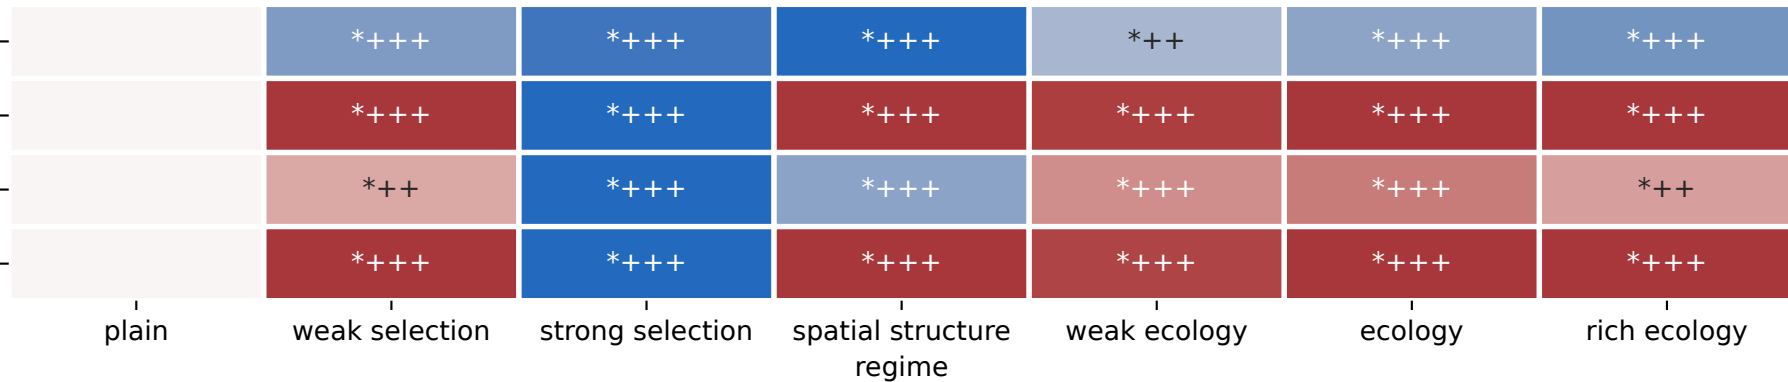 *+++ *+++ *+++ *++ *+++ *+++
*+++ *+++ *+++ *+++ *+++ *+++
*++ *+++ *+++ *+++ *+++ *++
*+++ *+++ *+++ *+++ *+++ *+++
plain weak selection strong selection spatial structure weak ecology ecology rich ecology
regime